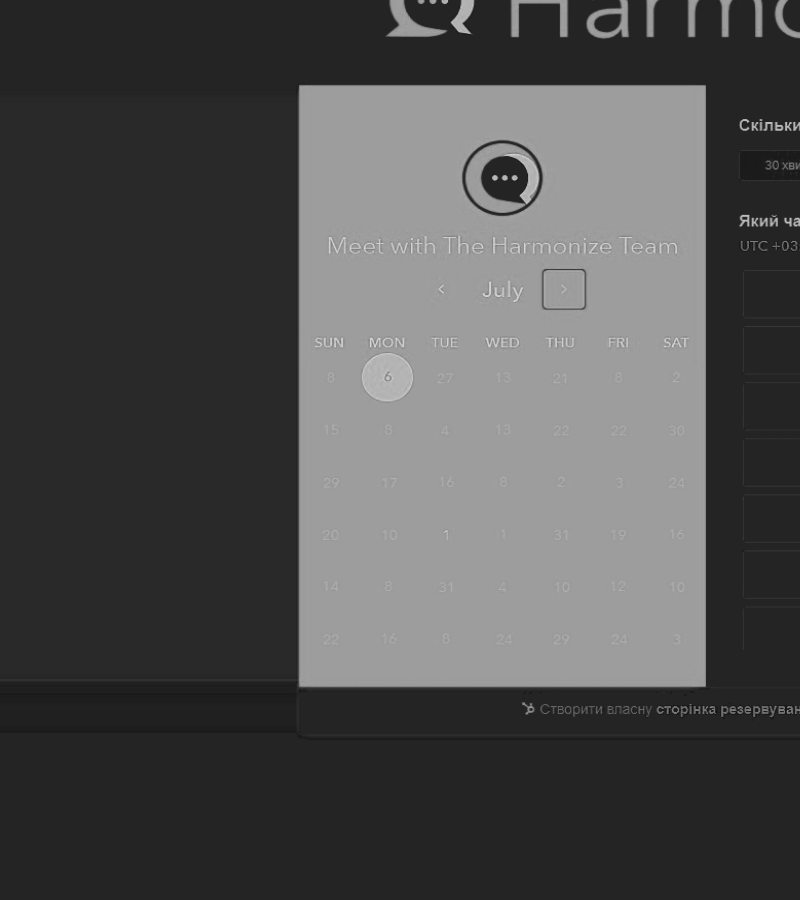 Harmo
Meet with The Harmonize Team
< July >
SUN MON TUE WED THU FRI SAT
8 6 27 13 21 8 2
15 8 4 13 22 22 30
29 17 16 8 2 3 24
20 10 1 1 31 19 16
14 8 31 4 10 12 10
22 16 8 24 29 24 3
Скільки
30 хви
Який ча
UTC +03:
Створити власну сторінка резервуван